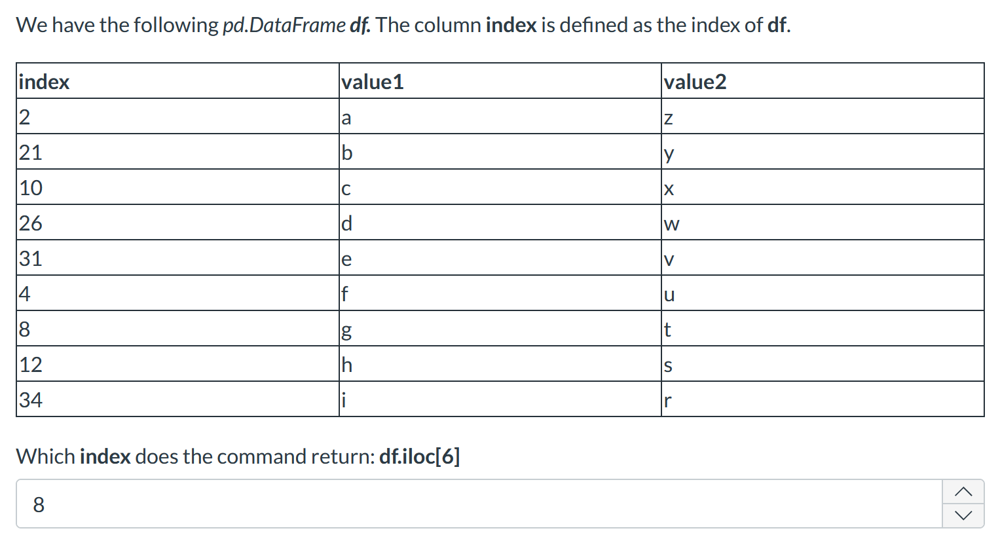 We have the following pd.DataFrame df. The column index is defined as the index of df.
index value1 value2
2 a z
21 b y
10 c x
26 d w
31 e v
4 f u
8 g t
12 h s
34 i r
Which index does the command return: df.iloc[6]
8